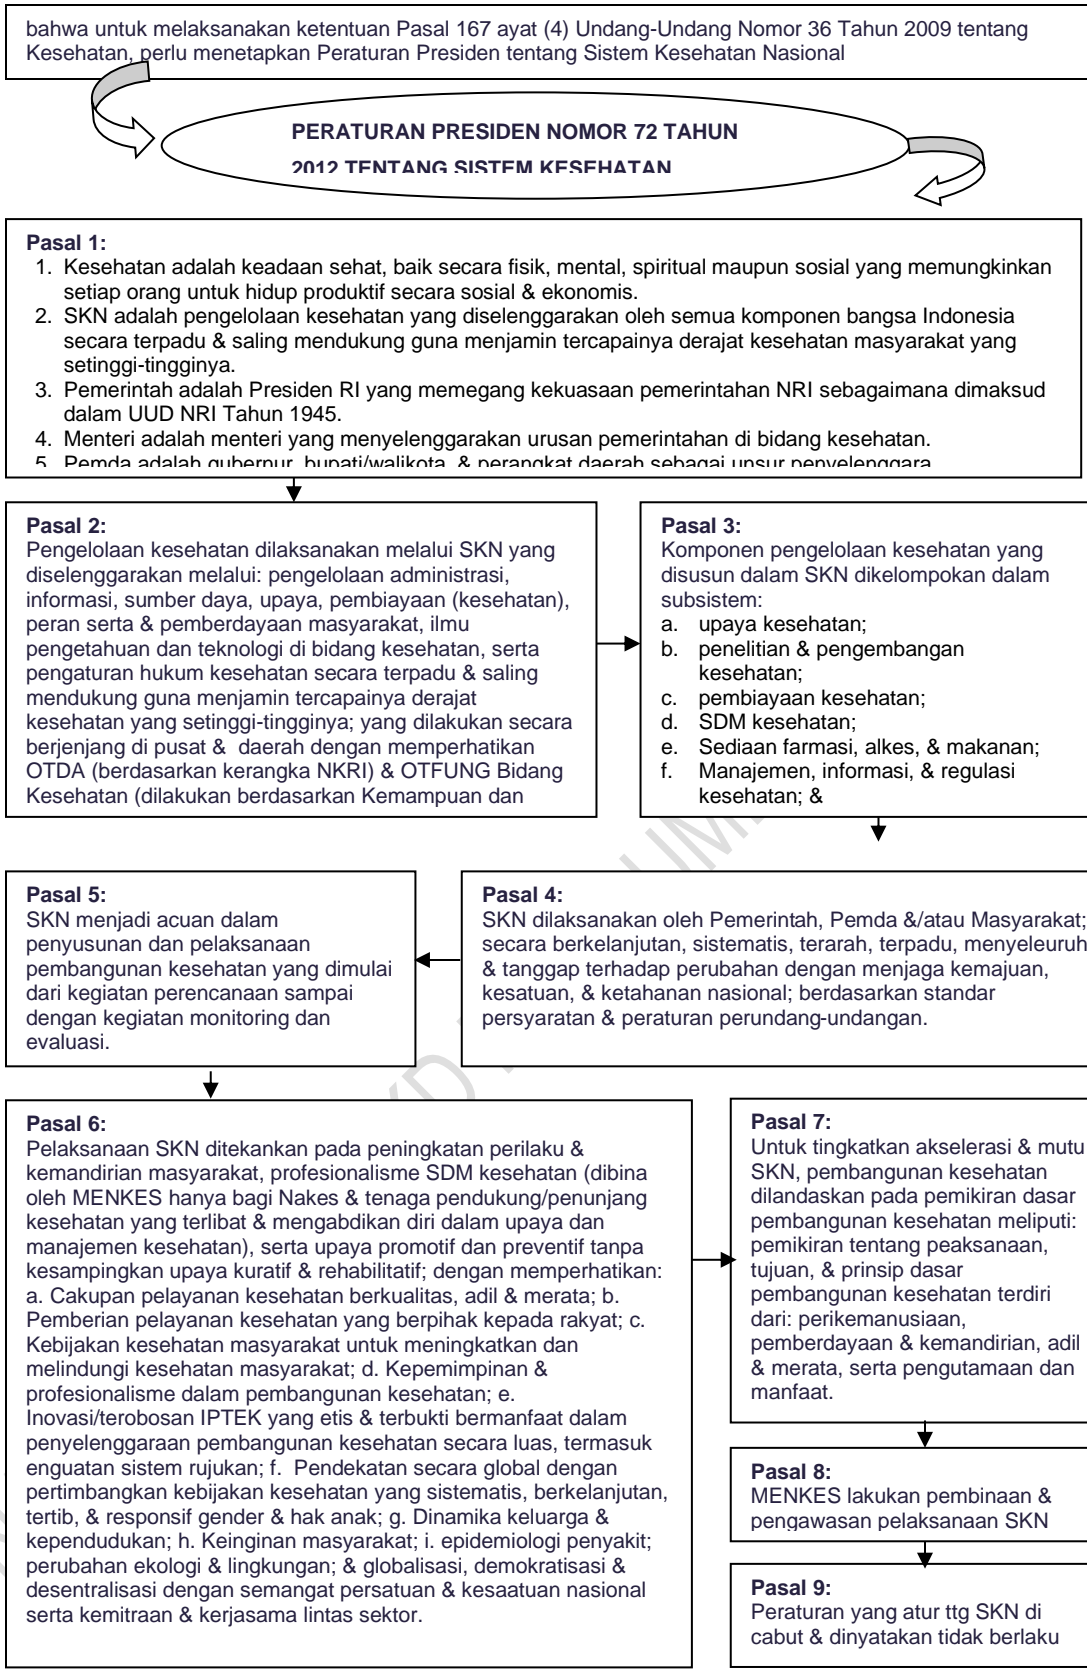 bahwa untuk melaksanakan ketentuan Pasal 167 ayat (4) Undang-Undang Nomor 36 Tahun 2009 tentang
Kesehatan, perlu menetapkan Peraturan Presiden tentang Sistem Kesehatan Nasional
PERATURAN PRESIDEN NOMOR 72 TAHUN
2012 TENTANG SISTEM KESEHATAN
Pasal 1:
1. Kesehatan adalah keadaan sehat, baik secara fisik, mental, spiritual maupun sosial yang memungkinkan
setiap orang untuk hidup produktif secara sosial & ekonomis.
2. SKN adalah pengelolaan kesehatan yang diselenggarakan oleh semua komponen bangsa Indonesia
secara terpadu & saling mendukung guna menjamin tercapainya derajat kesehatan masyarakat yang
setinggi-tingginya.
3. Pemerintah adalah Presiden RI yang memegang kekuasaan pemerintahan NRI sebagaimana dimaksud
dalam UUD NRI Tahun 1945.
4. Menteri adalah menteri yang menyelenggarakan urusan pemerintahan di bidang kesehatan.
5. Pemda adalah gubernur, bupati/walikota, & perangkat daerah sebagai unsur penyelenggara
Pasal 2:
Pengelolaan kesehatan dilaksanakan melalui SKN yang
diselenggarakan melalui: pengelolaan administrasi,
informasi, sumber daya, upaya, pembiayaan (kesehatan),
peran serta & pemberdayaan masyarakat, ilmu
pengetahuan dan teknologi di bidang kesehatan, serta
pengaturan hukum kesehatan secara terpadu & saling
mendukung guna menjamin tercapainya derajat
kesehatan yang setinggi-tingginya; yang dilakukan secara
berjenjang di pusat & daerah dengan memperhatikan
OTDA (berdasarkan kerangka NKRI) & OTFUNG Bidang
Kesehatan (dilakukan berdasarkan Kemampuan dan
Pasal 3:
Komponen pengelolaan kesehatan yang
disusun dalam SKN dikelompokan dalam
subsistem:
a. upaya kesehatan;
b. penelitian & pengembangan
kesehatan;
c. pembiayaan kesehatan;
d. SDM kesehatan;
e. Sediaan farmasi, alkes, & makanan;
f. Manajemen, informasi, & regulasi
kesehatan; &
Pasal 5:
SKN menjadi acuan dalam
penyusunan dan pelaksanaan
pembangunan kesehatan yang dimulai
dari kegiatan perencanaan sampai
dengan kegiatan monitoring dan
evaluasi.
Pasal 4:
SKN dilaksanakan oleh Pemerintah, Pemda &/atau Masyarakat;
secara berkelanjutan, sistematis, terarah, terpadu, menyeleuruh
& tanggap terhadap perubahan dengan menjaga kemajuan,
kesatuan, & ketahanan nasional; berdasarkan standar
persyaratan & peraturan perundang-undangan.
Pasal 6:
Pelaksanaan SKN ditekankan pada peningkatan perilaku &
kemandirian masyarakat, profesionalisme SDM kesehatan (dibina
oleh MENKES hanya bagi Nakes & tenaga pendukung/penunjang
kesehatan yang terlibat & mengabdikan diri dalam upaya dan
manajemen kesehatan), serta upaya promotif dan preventif tanpa
kesampingkan upaya kuratif & rehabilitatif; dengan memperhatikan:
a. Cakupan pelayanan kesehatan berkualitas, adil & merata; b.
Pemberian pelayanan kesehatan yang berpihak kepada rakyat; c.
Kebijakan kesehatan masyarakat untuk meningkatkan dan
melindungi kesehatan masyarakat; d. Kepemimpinan &
profesionalisme dalam pembangunan kesehatan; e.
Inovasi/terobosan IPTEK yang etis & terbukti bermanfaat dalam
penyelenggaraan pembangunan kesehatan secara luas, termasuk
enguatan sistem rujukan; f. Pendekatan secara global dengan
pertimbangkan kebijakan kesehatan yang sistematis, berkelanjutan,
tertib, & responsif gender & hak anak; g. Dinamika keluarga &
kependudukan; h. Keinginan masyarakat; i. epidemiologi penyakit;
perubahan ekologi & lingkungan; & globalisasi, demokratisasi &
desentralisasi dengan semangat persatuan & kesaatuan nasional
serta kemitraan & kerjasama lintas sektor.
Pasal 7:
Untuk tingkatkan akselerasi & mutu
SKN, pembangunan kesehatan
dilandaskan pada pemikiran dasar
pembangunan kesehatan meliputi:
pemikiran tentang peaksanaan,
tujuan, & prinsip dasar
pembangunan kesehatan terdiri
dari: perikemanusiaan,
pemberdayaan & kemandirian, adil
& merata, serta pengutamaan dan
manfaat.
Pasal 8:
MENKES lakukan pembinaan &
pengawasan pelaksanaan SKN
Pasal 9:
Peraturan yang atur ttg SKN di
cabut & dinyatakan tidak berlaku